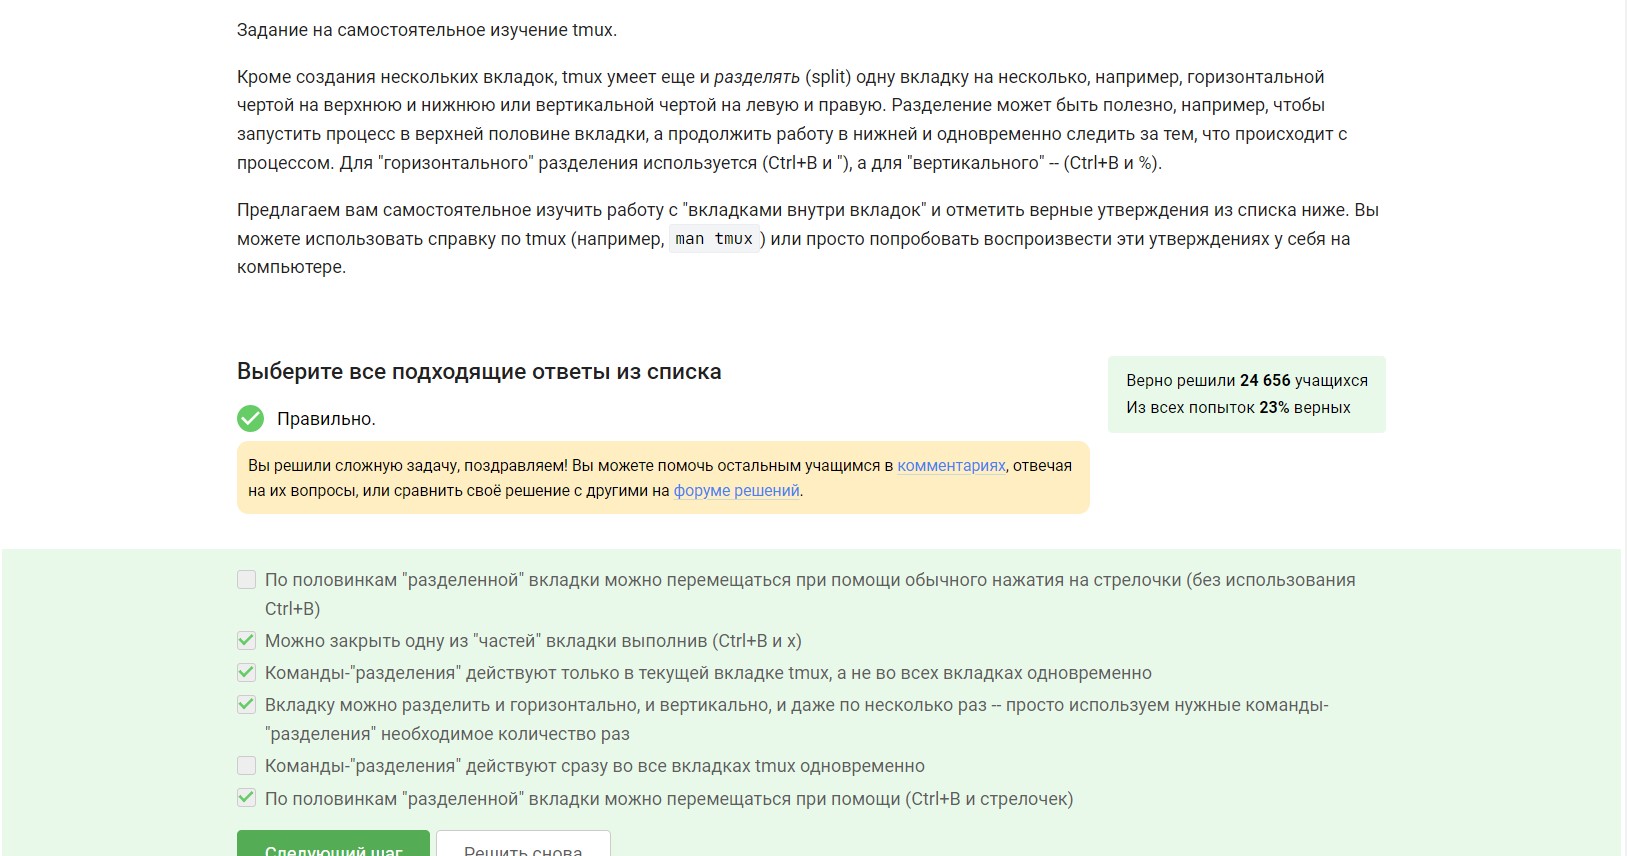 Задание на самостоятельное изучение tmux.
Кроме создания нескольких вкладок, tmux умеет еще и разделять (split) одну вкладку на несколько, например, горизонтальной
чертой на верхнюю и нижнюю или вертикальной чертой на левую и правую. Разделение может быть полезно, например, чтобы
запустить процесс в верхней половине вкладки, а продолжить работу в нижней и одновременно следить за тем, что происходит с
процессом. Для "горизонтального" разделения используется (Ctrl+B и "), а для "вертикального" -- (Ctrl+B и %).
Предлагаем вам самостоятельное изучить работу с "вкладками внутри вкладок" и отметить верные утверждения из списка ниже. Вы
можете использовать справку по tmux (например, man tmux) или просто попробовать воспроизвести эти утверждениях у себя на
компьютере.
Выберите все подходящие ответы из списка
Правильно.
Верно решили 24 656 учащихся
Из всех попыток 23% верных
Вы решили сложную задачу, поздравляем! Вы можете помочь остальным учащимся в комментариях, отвечая
на их вопросы, или сравнить своё решение с другими на форуме решений.
По половинкам "разделенной" вкладки можно перемещаться при помощи обычного нажатия на стрелочки (без использования
Ctrl+B)
Можно закрыть одну из "частей" вкладки выполнив (Ctrl+B и x)
Команды-"разделения" действуют только в текущей вкладке tmux, а не во всех вкладках одновременно
Вкладку можно разделить и горизонтально, и вертикально, и даже по несколько раз -- просто используем нужные команды-
"разделения" необходимое количество раз
Команды-"разделения" действуют сразу во все вкладках tmux одновременно
По половинкам "разделенной" вкладки можно перемещаться при помощи (Ctrl+B и стрелочек)
Следующий шаг
Решить снова